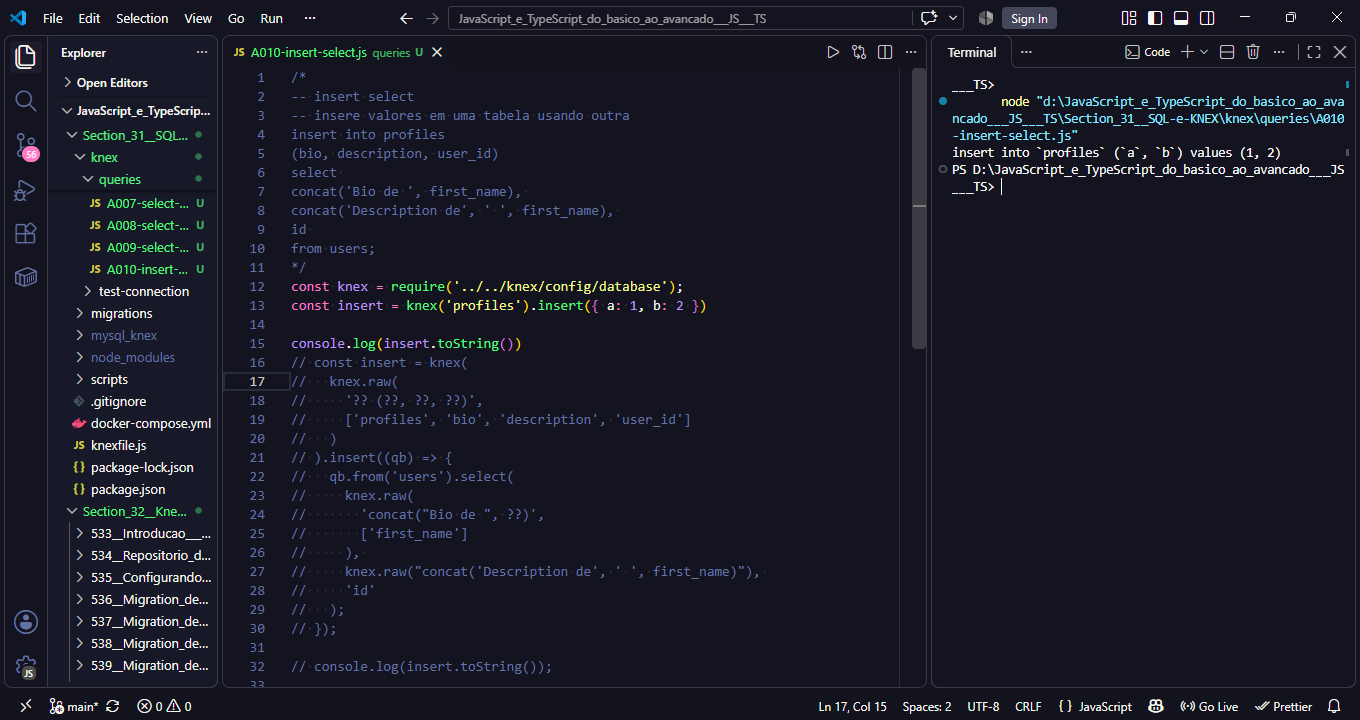 File Edit Selection View Go Run ··· JavaScript_e_TypeScript_do_basico_ao_avancado___JS___TS Sign In
Explorer ···
Open Editors
JavaScript_e_TypeScrip...
Section_31__SQL...
knex
queries
JS A007-select-... U
JS A008-select-... U
JS A009-select-... U
JS A010-insert-... U
test-connection
migrations
mysql_knex
node_modules
scripts
.gitignore
docker-compose.yml
JS knexfile.js
{} package-lock.json
{} package.json
Section_32__Kne...
533__Introducao___...
534__Repositorio_d...
535__Configurando...
536__Migration_de...
537__Migration_de...
538__Migration_de...
539__Migration_de...
56
JS
JS A010-insert-select.js queries U
1 /*
2 -- insert select
3 -- insere valores em uma tabela usando outra
4 insert into profiles
5 (bio, description, user_id)
6 select
7 concat('Bio de ', first_name),
8 concat('Description de', ' ', first_name),
9 id
10 from users;
11 */
12 const knex = require('../../knex/config/database');
13 const insert = knex('profiles').insert({ a: 1, b: 2 })
14
15 console.log(insert.toString())
16 // const insert = knex(
17 //   knex.raw(
18 //     '?? (??, ??, ??)',
19 //     ['profiles', 'bio', 'description', 'user_id']
20 //   )
21 // ).insert((qb) => {
22 //   qb.from('users').select(
23 //     knex.raw(
24 //       'concat("Bio de ", ??)',
25 //       ['first_name']
26 //     ),
27 //     knex.raw("concat('Description de', ' ', first_name)"),
28 //     'id'
29 //   );
30 // });
31
32 // console.log(insert.toString());
33
Terminal ··· Code
___TS>
node "d:\JavaScript_e_TypeScript_do_basico_ao_ava
ncado___JS___TS\Section_31__SQL-e-KNEX\knex\queries\A010
-insert-select.js"
insert into `profiles` (`a`, `b`) values (1, 2)
PS D:\JavaScript_e_TypeScript_do_basico_ao_avancado___JS
___TS>
main* 0 0 Ln 17, Col 15 Spaces: 2 UTF-8 CRLF {} JavaScript Go Live Prettier